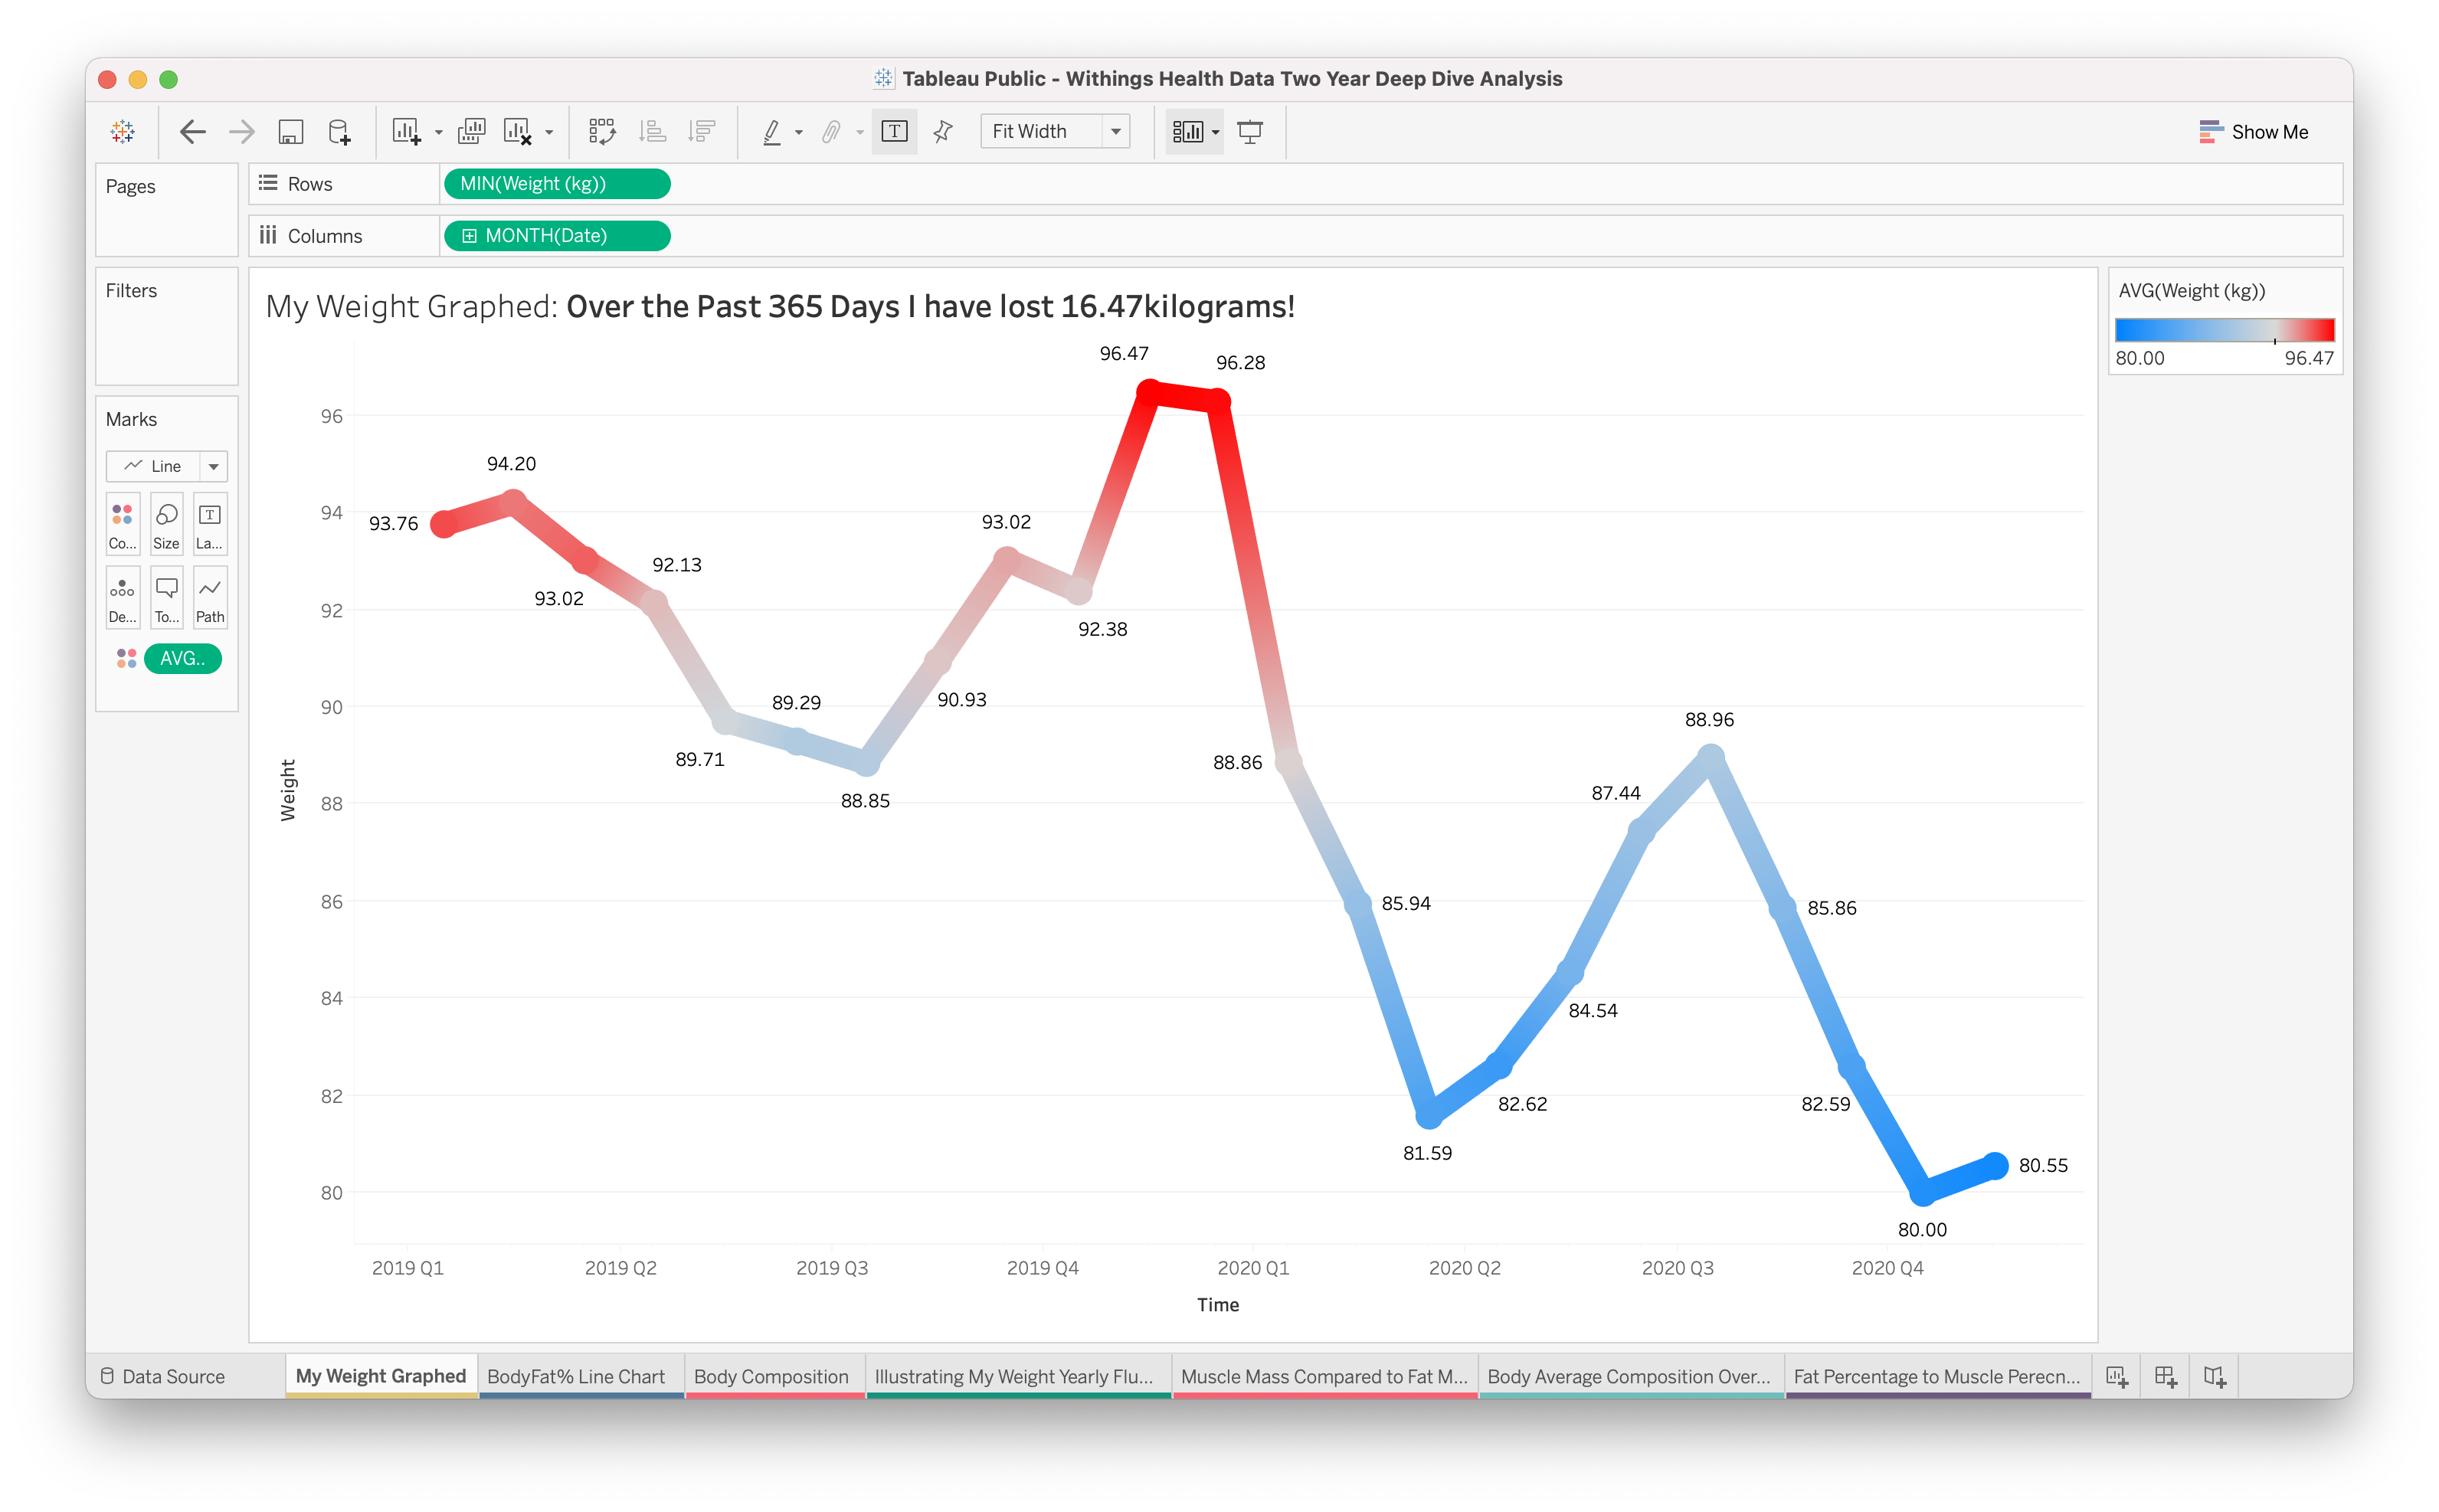 Tableau Public - Withings Health Data Two Year Deep Dive Analysis
Fit Width
Show Me
Pages
Rows
MIN(Weight (kg))
Columns
MONTH(Date)
Filters
Marks
Line
Co...
Size
La...
De...
To...
Path
AVG..
My Weight Graphed: Over the Past 365 Days I have lost 16.47kilograms!
AVG(Weight (kg))
80.00
96.47
Weight
96
94
92
90
88
86
84
82
80
93.76
94.20
93.02
92.13
89.71
89.29
88.85
90.93
93.02
92.38
96.47
96.28
88.86
85.94
81.59
82.62
84.54
87.44
88.96
85.86
82.59
80.00
80.55
2019 Q1
2019 Q2
2019 Q3
2019 Q4
2020 Q1
2020 Q2
2020 Q3
2020 Q4
Time
Data Source
My Weight Graphed
BodyFat% Line Chart
Body Composition
Illustrating My Weight Yearly Flu...
Muscle Mass Compared to Fat M...
Body Average Composition Over...
Fat Percentage to Muscle Perecn...